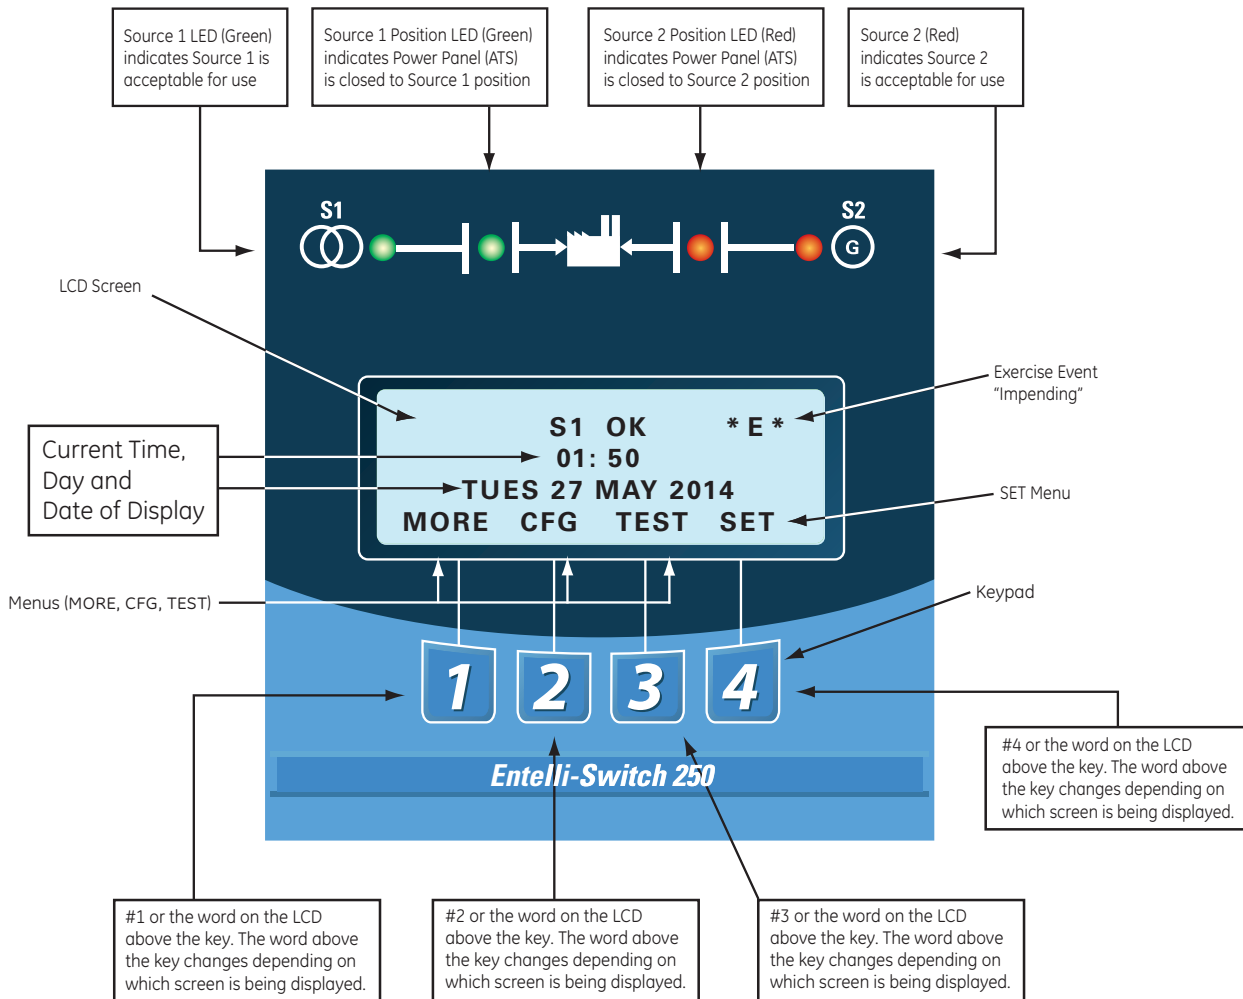 Source 1 LED (Green)
indicates Source 1 is
acceptable for use
Source 1 Position LED (Green)
indicates Power Panel (ATS)
is closed to Source 1 position
Source 2 Position LED (Red)
indicates Power Panel (ATS)
is closed to Source 2 position
Source 2 (Red)
indicates Source 2
is acceptable for use
S1
S2
G
LCD Screen
Exercise Event
"Impending"
S1 OK *E*
01: 50
TUES 27 MAY 2014
MORE CFG TEST SET
Current Time,
Day and
Date of Display
SET Menu
Menus (MORE, CFG, TEST)
Keypad
1 2 3 4
Entelli-Switch 250
#4 or the word on the LCD
above the key. The word above
the key changes depending on
which screen is being displayed.
#1 or the word on the LCD
above the key. The word above
the key changes depending on
which screen is being displayed.
#2 or the word on the LCD
above the key. The word above
the key changes depending on
which screen is being displayed.
#3 or the word on the LCD
above the key. The word above
the key changes depending on
which screen is being displayed.